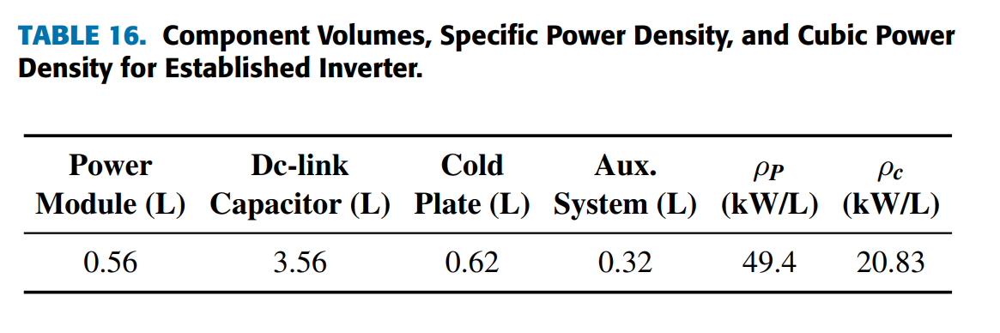 TABLE 16. Component Volumes, Specific Power Density, and Cubic Power
Density for Established Inverter.
Power Dc-link Cold Aux. ρP ρc
Module (L) Capacitor (L) Plate (L) System (L) (kW/L) (kW/L)
0.56 3.56 0.62 0.32 49.4 20.83